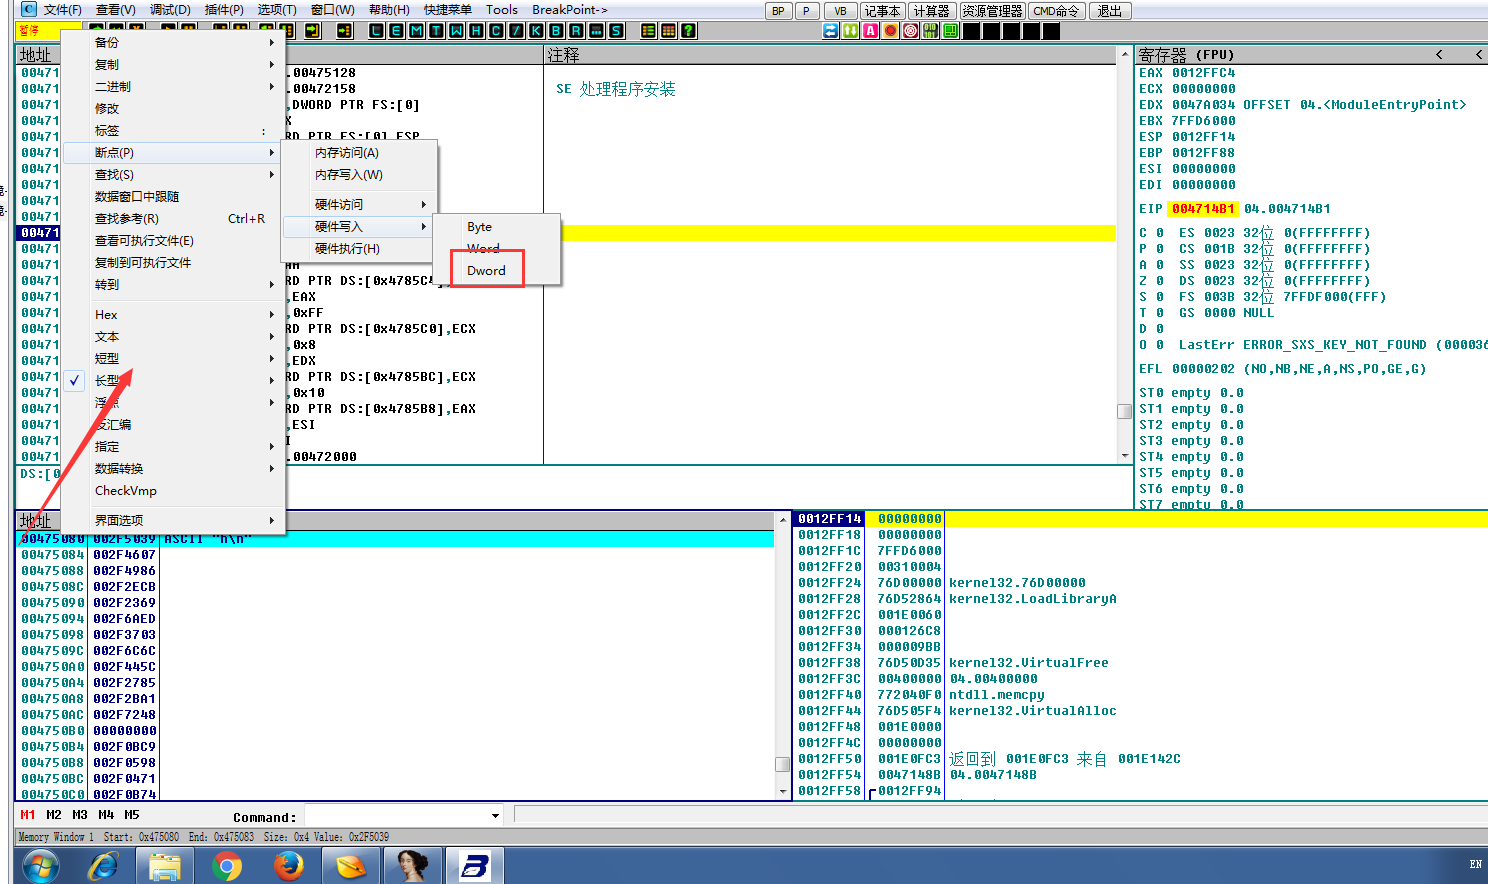 文件(F) 查看(V) 调试(D) 插件(P) 选项(T) 窗口(W) 帮助(H) 快捷菜单 Tools BreakPoint-> BP P VB 记事本 计算器 资源管理器 CMD命令 退出
暂停 L E M T W H C / K B R ... S ?
地址 注释 寄存器 (FPU) < <
备份
复制
二进制
修改
标签 :
断点(P)
查找(S)
数据窗口中跟随
查找参考(R) Ctrl+R
查看可执行文件(E)
复制到可执行文件
转到
Hex
文本
短型
长型
浮点
反汇编
指定
数据转换
CheckVmp
界面选项
内存访问(A)
内存写入(W)
硬件访问
硬件写入
硬件执行(H)
Byte
Word
Dword
00471 .00475128
00471 .00472158 SE 处理程序安装
00471 ,DWORD PTR FS:[0]
00471 X
00471 RD PTR FS:[0],ESP
00471
00471
00471
00471
00471
00471
00471
00471
00471 RD PTR DS:[0x4785C4],
00471 ,EAX
00471 ,0xFF
00471 RD PTR DS:[0x4785C0],ECX
00471 ,0x8
00471 ,EDX
00471 RD PTR DS:[0x4785BC],ECX
00471 ,0x10
00471 RD PTR DS:[0x4785B8],EAX
00471 ,ESI
00471 I
00471 .00472000
DS:[0
EAX 0012FFC4
ECX 00000000
EDX 0047A034 OFFSET 04.<ModuleEntryPoint>
EBX 7FFD6000
ESP 0012FF14
EBP 0012FF88
ESI 00000000
EDI 00000000
EIP 004714B1 04.004714B1
C 0 ES 0023 32位 0(FFFFFFFF)
P 0 CS 001B 32位 0(FFFFFFFF)
A 0 SS 0023 32位 0(FFFFFFFF)
Z 0 DS 0023 32位 0(FFFFFFFF)
S 0 FS 003B 32位 7FFDF000(FFF)
T 0 GS 0000 NULL
D 0
O 0 LastErr ERROR_SXS_KEY_NOT_FOUND (000036
EFL 00000202 (NO,NB,NE,A,NS,PO,GE,G)
ST0 empty 0.0
ST1 empty 0.0
ST2 empty 0.0
ST3 empty 0.0
ST4 empty 0.0
ST5 empty 0.0
ST6 empty 0.0
ST7 empty 0.0
地址
00475080 002F5039 ASCII "h\n"
00475084 002F4607
00475088 002F4986
0047508C 002F2ECB
00475090 002F2369
00475094 002F6AED
00475098 002F3703
0047509C 002F6C6C
004750A0 002F445C
004750A4 002F2785
004750A8 002F2BA1
004750AC 002F7248
004750B0 00000000
004750B4 002F0BC9
004750B8 002F0598
004750BC 002F0471
004750C0 002F0B74
0012FF14 00000000
0012FF18 00000000
0012FF1C 7FFD6000
0012FF20 00310004
0012FF24 76D00000 kernel32.76D00000
0012FF28 76D52864 kernel32.LoadLibraryA
0012FF2C 001E0060
0012FF30 000126C8
0012FF34 000009BB
0012FF38 76D50D35 kernel32.VirtualFree
0012FF3C 00400000 04.00400000
0012FF40 772040F0 ntdll.memcpy
0012FF44 76D505F4 kernel32.VirtualAlloc
0012FF48 001E0000
0012FF4C 00000000
0012FF50 001E0FC3 返回到 001E0FC3 来自 001E142C
0012FF54 0047148B 04.0047148B
0012FF58 0012FF94
M1 M2 M3 M4 M5 Command:
Memory Window 1 Start: 0x475080 End: 0x475083 Size: 0x4 Value: 0x2F5039
EN